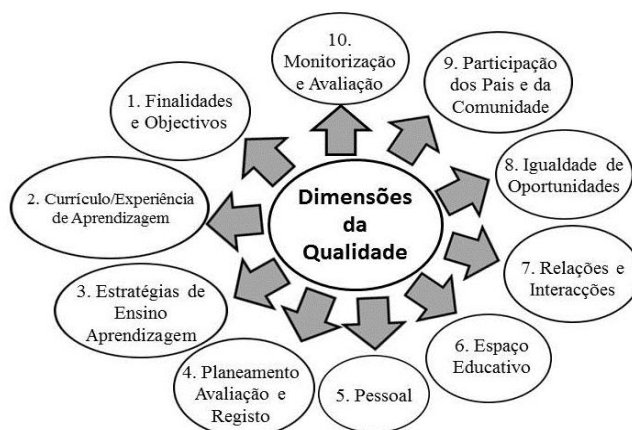 Dimensões
da
Qualidade
1. Finalidades
e Objectivos
2. Currículo/Experiência
de Aprendizagem
3. Estratégias de
Ensino
Aprendizagem
4. Planeamento
Avaliação e
Registo
5. Pessoal
6. Espaço
Educativo
7. Relações e
Interacções
8. Igualdade de
Oportunidades
9. Participação
dos Pais e da
Comunidade
10.
Monitorização
e Avaliação